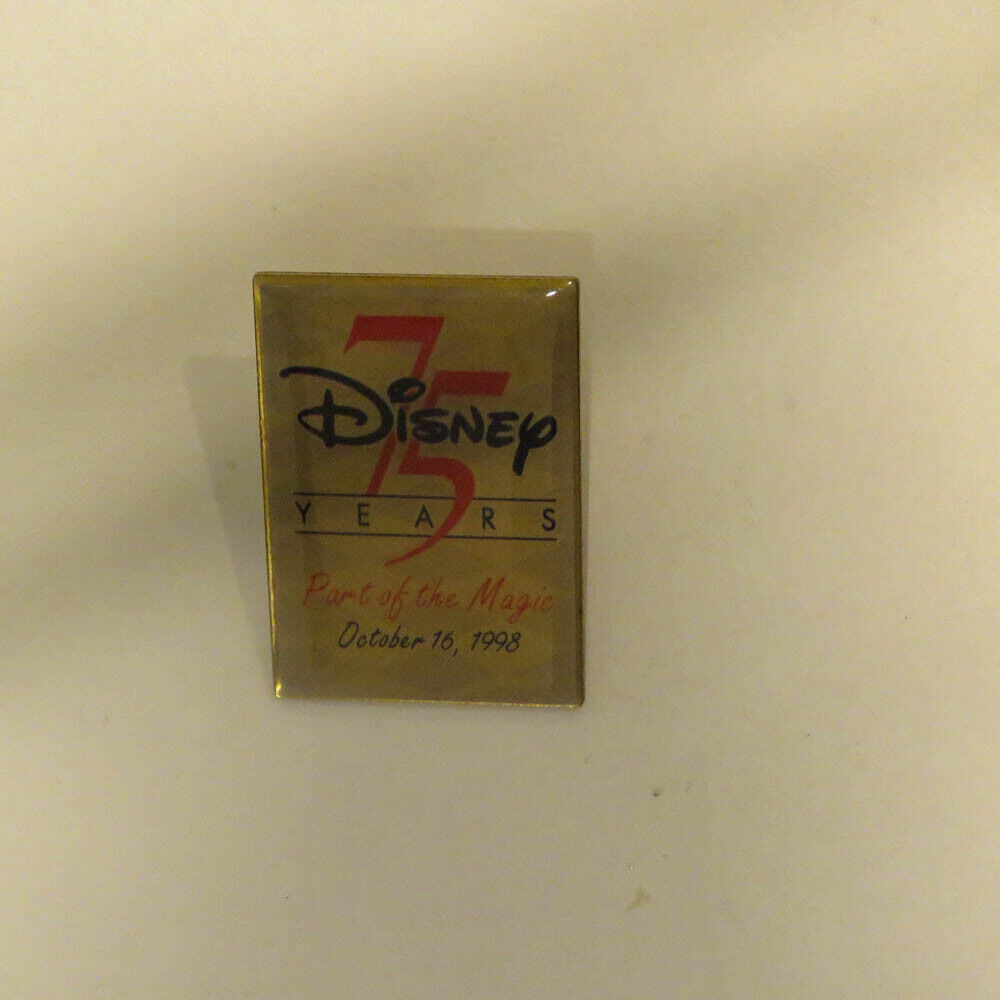 75
Disney
YEARS
Part of the Magic
October 16, 1998